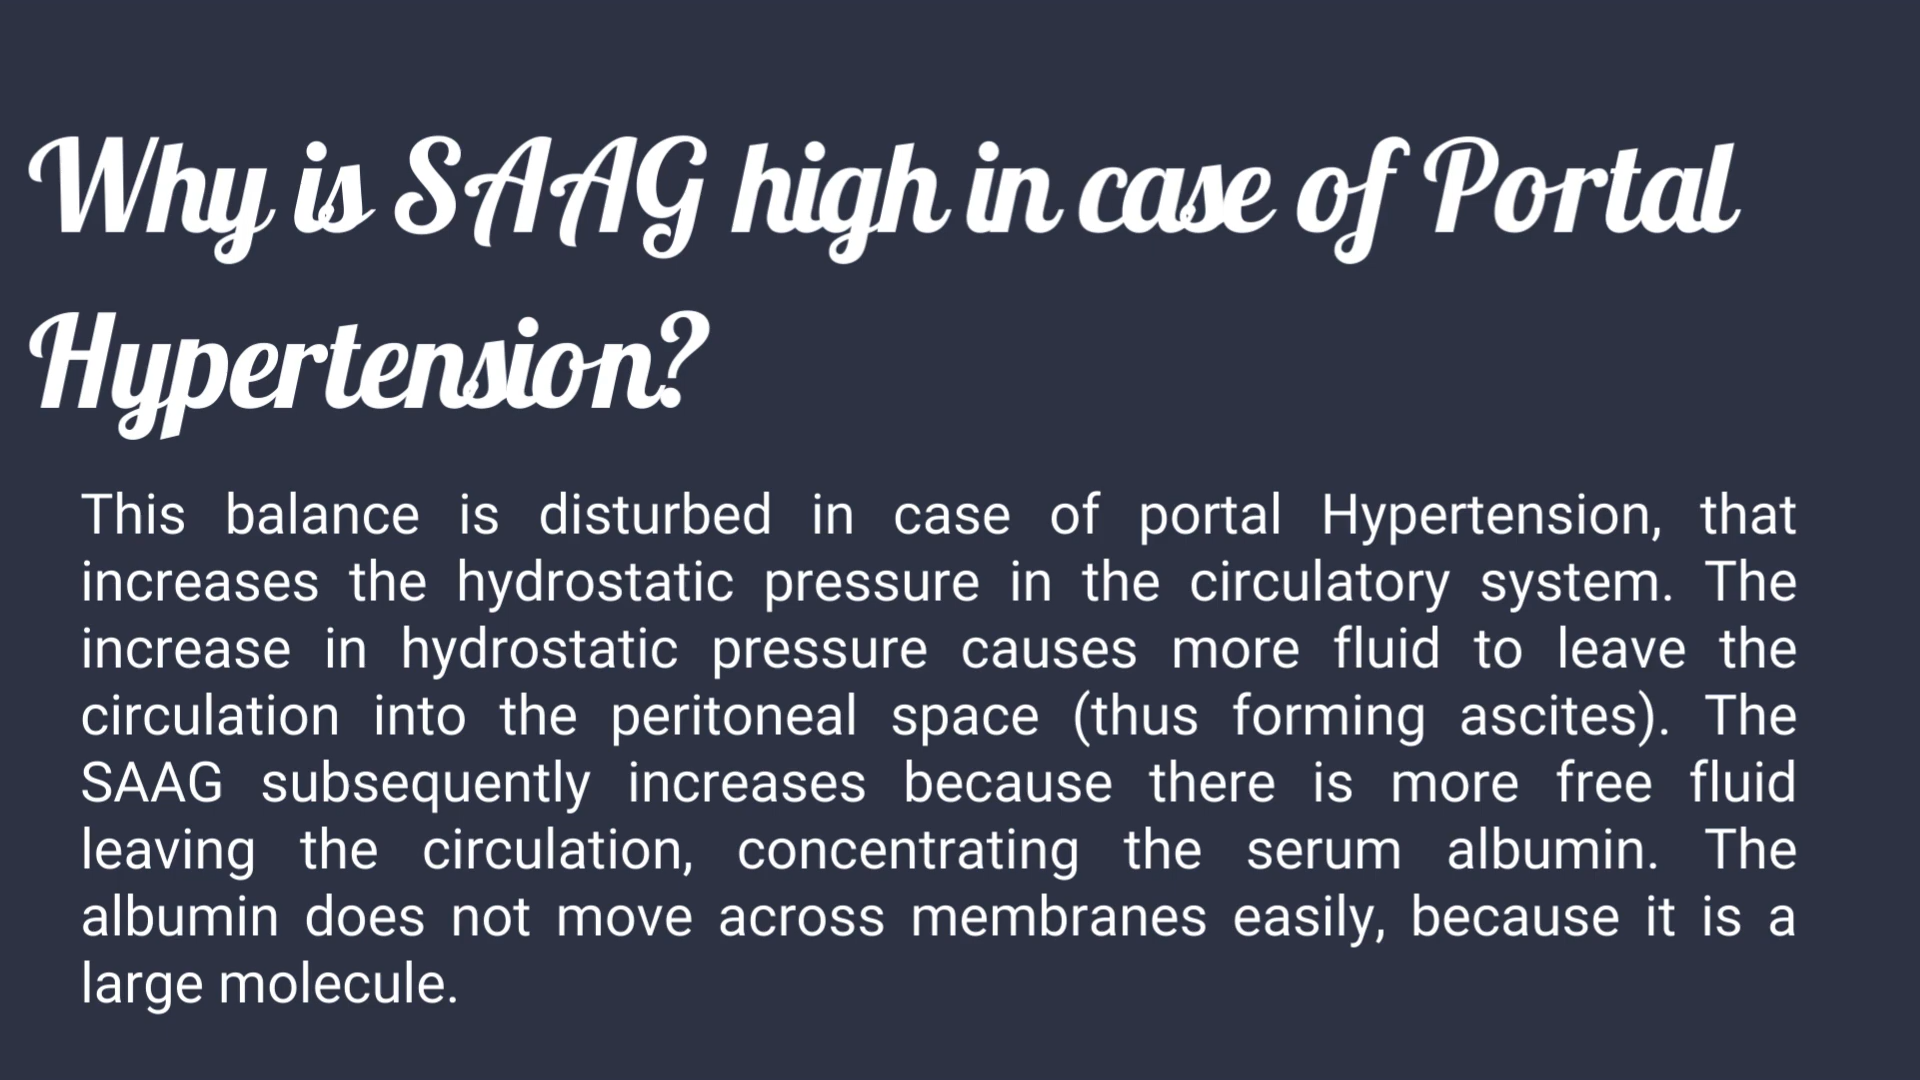 Why is SAAG high in case of Portal
Hypertension?
This balance is disturbed in case of portal Hypertension, that
increases the hydrostatic pressure in the circulatory system. The
increase in hydrostatic pressure causes more fluid to leave the
circulation into the peritoneal space (thus forming ascites). The
SAAG subsequently increases because there is more free fluid
leaving the circulation, concentrating the serum albumin. The
albumin does not move across membranes easily, because it is a
large molecule.